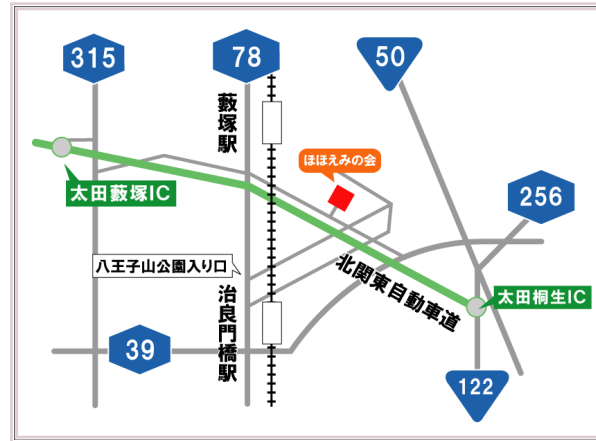 315
78
50
藪塚駅
ほほえみの会
太田藪塚IC
256
八王子山公園入り口
北関東自動車道
治良門橋駅
太田桐生IC
39
122